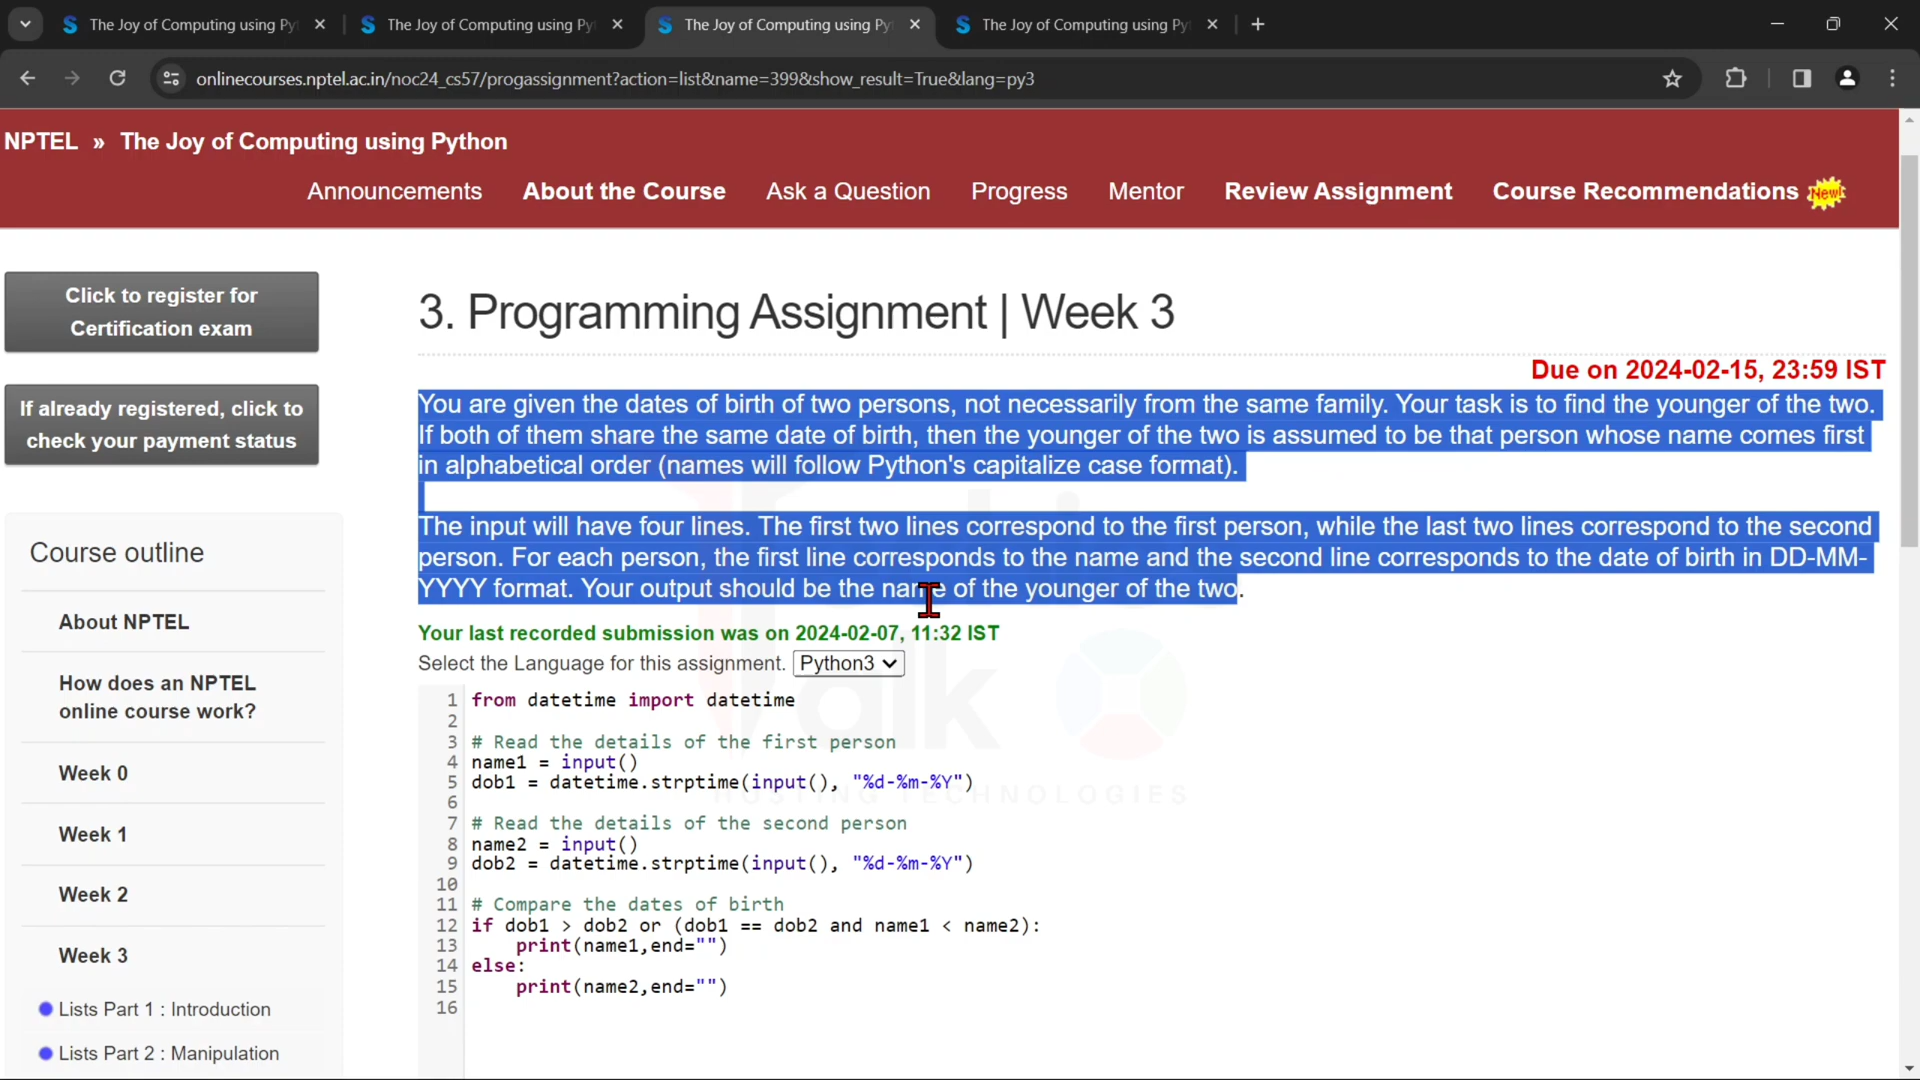 The Joy of Computing using Py
The Joy of Computing using Py
The Joy of Computing using Py
The Joy of Computing using Py
onlinecourses.nptel.ac.in/noc24_cs57/progassignment?action=list&name=399&show_result=True&lang=py3
NPTEL » The Joy of Computing using Python
Announcements About the Course Ask a Question Progress Mentor Review Assignment Course Recommendations New!
Click to register for
Certification exam
If already registered, click to
check your payment status
Course outline
About NPTEL
How does an NPTEL
online course work?
Week 0
Week 1
Week 2
Week 3
Lists Part 1 : Introduction
Lists Part 2 : Manipulation
3. Programming Assignment | Week 3
Due on 2024-02-15, 23:59 IST
You are given the dates of birth of two persons, not necessarily from the same family. Your task is to find the younger of the two.
If both of them share the same date of birth, then the younger of the two is assumed to be that person whose name comes first
in alphabetical order (names will follow Python's capitalize case format).
The input will have four lines. The first two lines correspond to the first person, while the last two lines correspond to the second
person. For each person, the first line corresponds to the name and the second line corresponds to the date of birth in DD-MM-
YYYY format. Your output should be the name of the younger of the two.
Your last recorded submission was on 2024-02-07, 11:32 IST
Select the Language for this assignment. Python3
1 from datetime import datetime
2
3 # Read the details of the first person
4 name1 = input()
5 dob1 = datetime.strptime(input(), "%d-%m-%Y")
6
7 # Read the details of the second person
8 name2 = input()
9 dob2 = datetime.strptime(input(), "%d-%m-%Y")
10
11 # Compare the dates of birth
12 if dob1 > dob2 or (dob1 == dob2 and name1 < name2):
13     print(name1,end="")
14 else:
15     print(name2,end="")
16
HOSTING TECHNOLOGIES